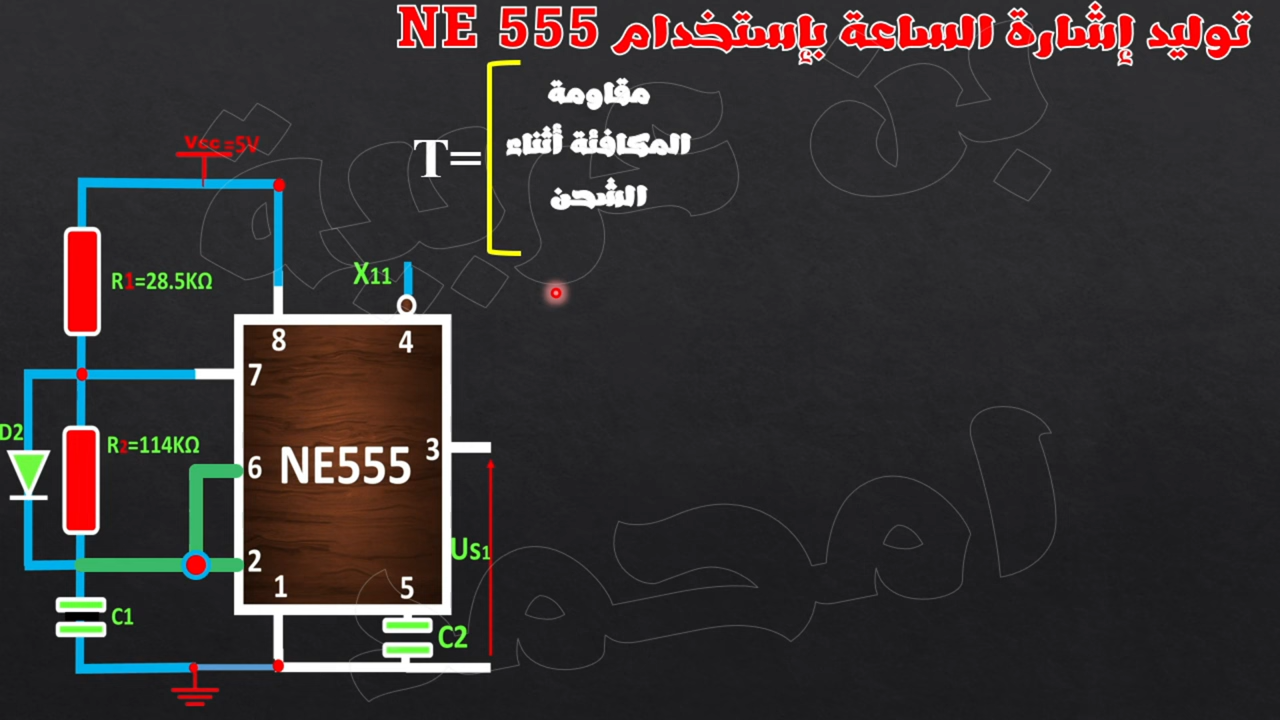 توليد إشارة الساعة بإستخدام NE 555
T=
مقاومة
المكافئة أثناء
الشحن
Vcc=5V
R1=28.5KΩ
X11
8
4
7
D2
R2=114KΩ
6
NE555
3
2
Us1
1
5
C1
C2